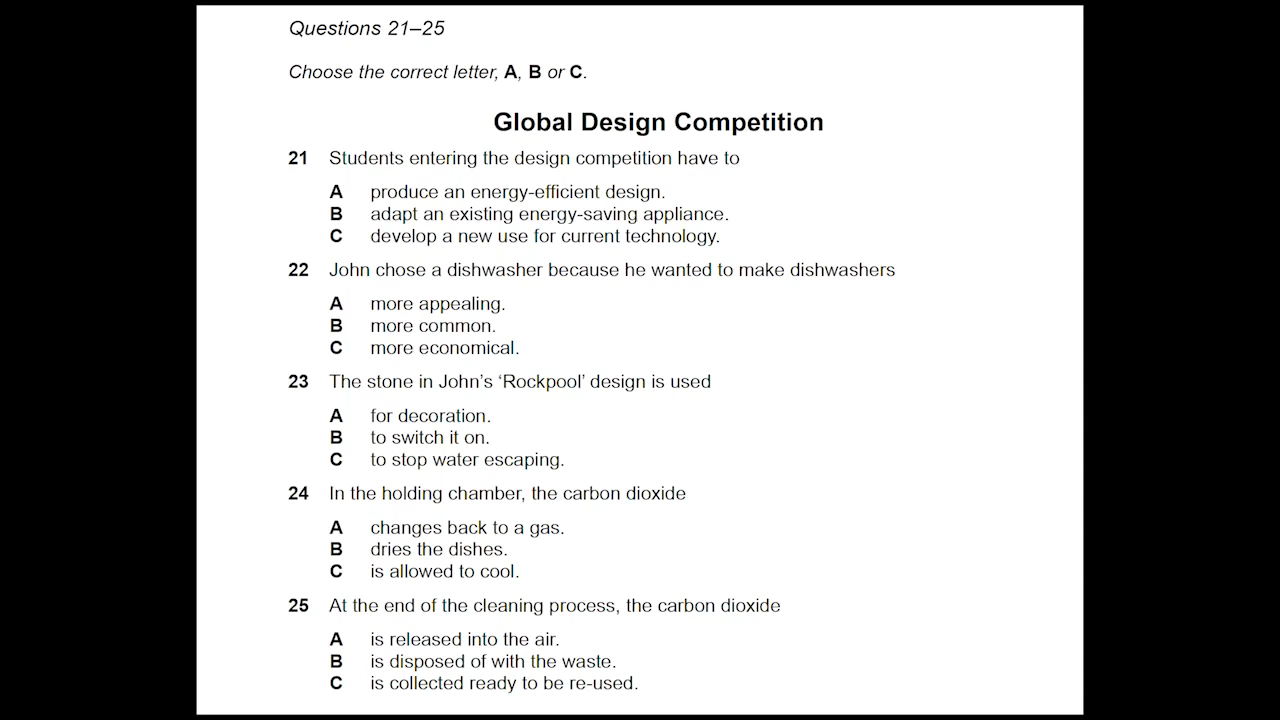 Questions 21–25
Choose the correct letter, A, B or C.
Global Design Competition
21 Students entering the design competition have to
A produce an energy-efficient design.
B adapt an existing energy-saving appliance.
C develop a new use for current technology.
22 John chose a dishwasher because he wanted to make dishwashers
A more appealing.
B more common.
C more economical.
23 The stone in John's ‘Rockpool’ design is used
A for decoration.
B to switch it on.
C to stop water escaping.
24 In the holding chamber, the carbon dioxide
A changes back to a gas.
B dries the dishes.
C is allowed to cool.
25 At the end of the cleaning process, the carbon dioxide
A is released into the air.
B is disposed of with the waste.
C is collected ready to be re-used.